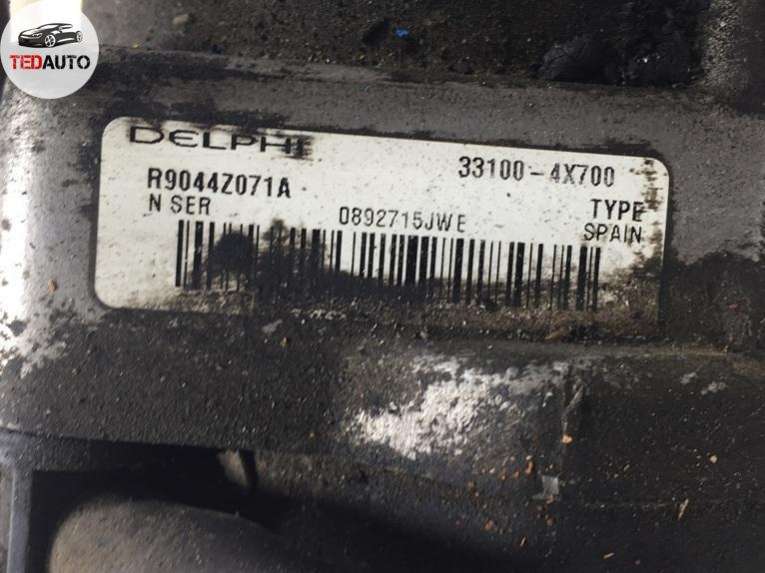 TEDAUTO
DELPHI
33100-4X700
R9044Z071A
TYPE
N SER
0892715JWE
SPAIN